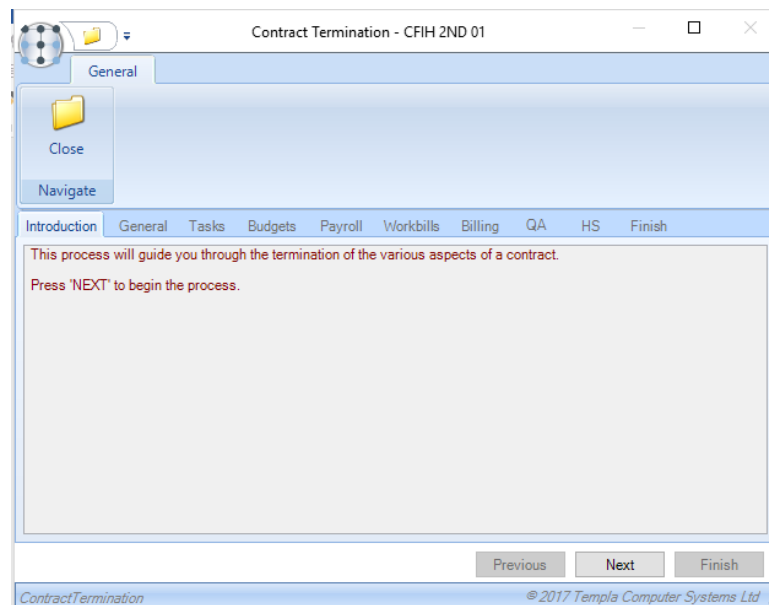 Contract Termination - CFIH 2ND 01
General
Close
Navigate
Introduction General Tasks Budgets Payroll Workbills Billing QA HS Finish
This process will guide you through the termination of the various aspects of a contract.
Press 'NEXT' to begin the process.
Previous Next Finish
ContractTermination © 2017 Templa Computer Systems Ltd